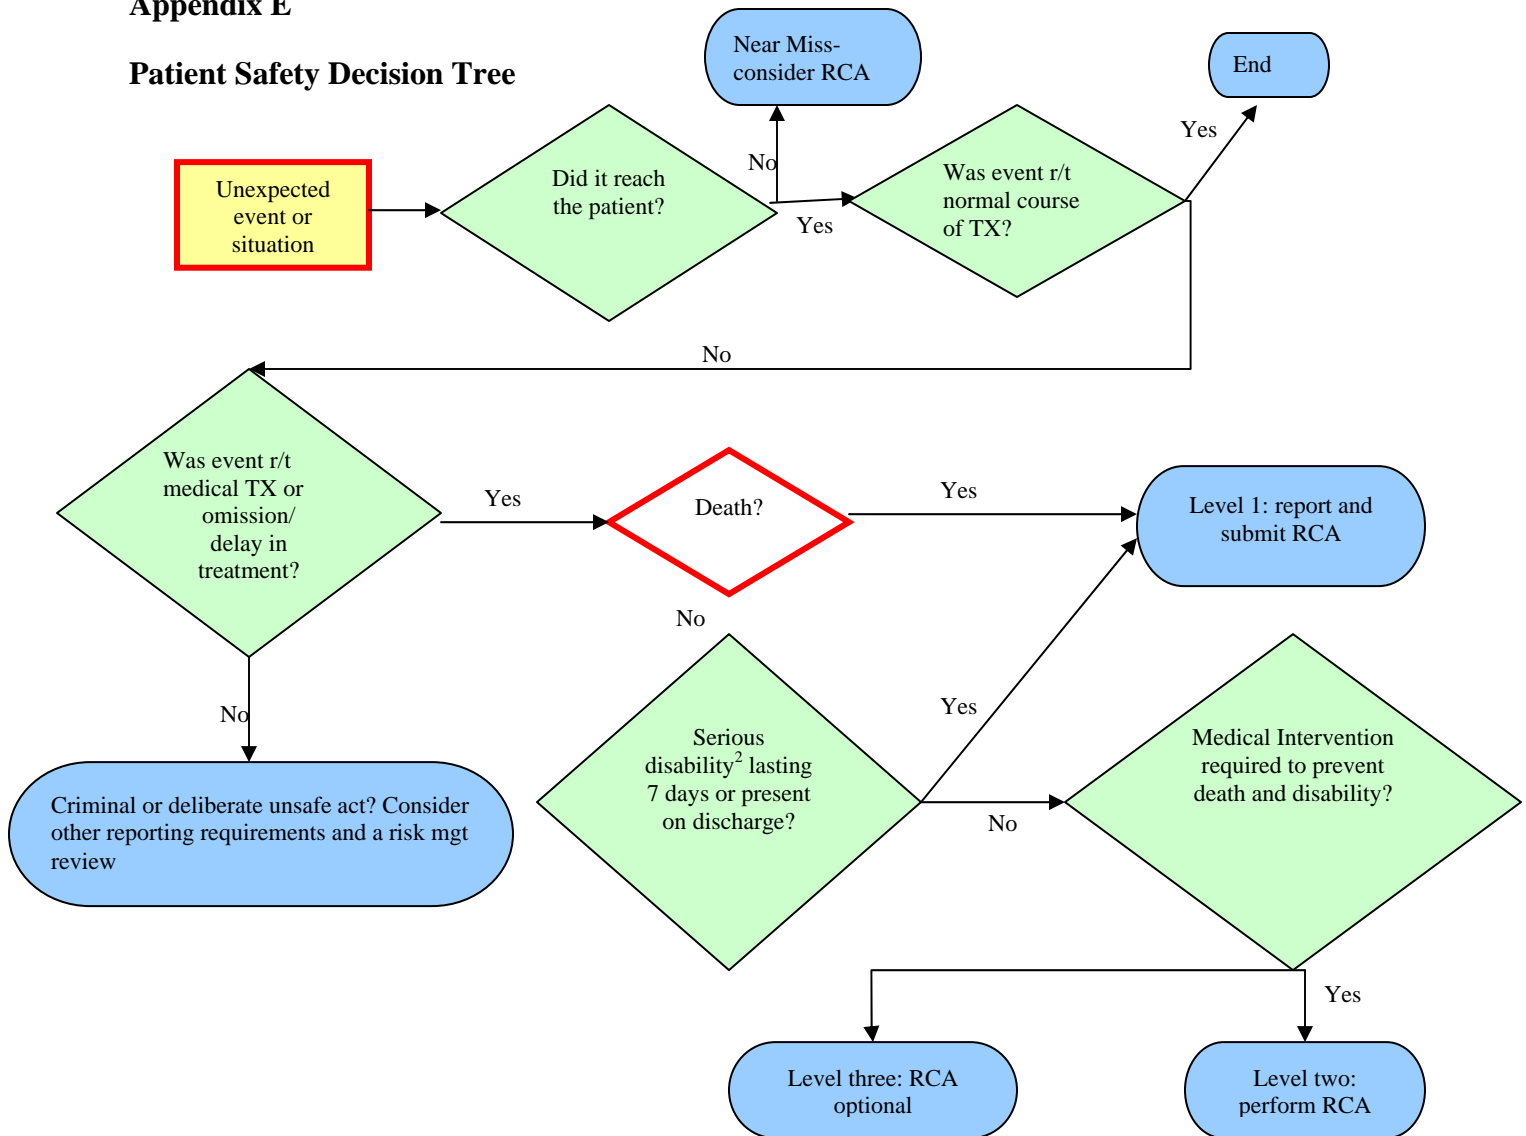 Appendix E
Patient Safety Decision Tree
Near Miss-
consider RCA
End
Yes
No
Unexpected
event or
situation
Did it reach
the patient?
Yes
Was event r/t
normal course
of TX?
No
Was event r/t
medical TX or
omission/
delay in
treatment?
Yes
Death?
Yes
Level 1: report and
submit RCA
No
No
Criminal or deliberate unsafe act? Consider
other reporting requirements and a risk mgt
review
Serious
disability² lasting
7 days or present
on discharge?
Yes
No
Medical Intervention
required to prevent
death and disability?
Yes
Level three: RCA
optional
Level two:
perform RCA